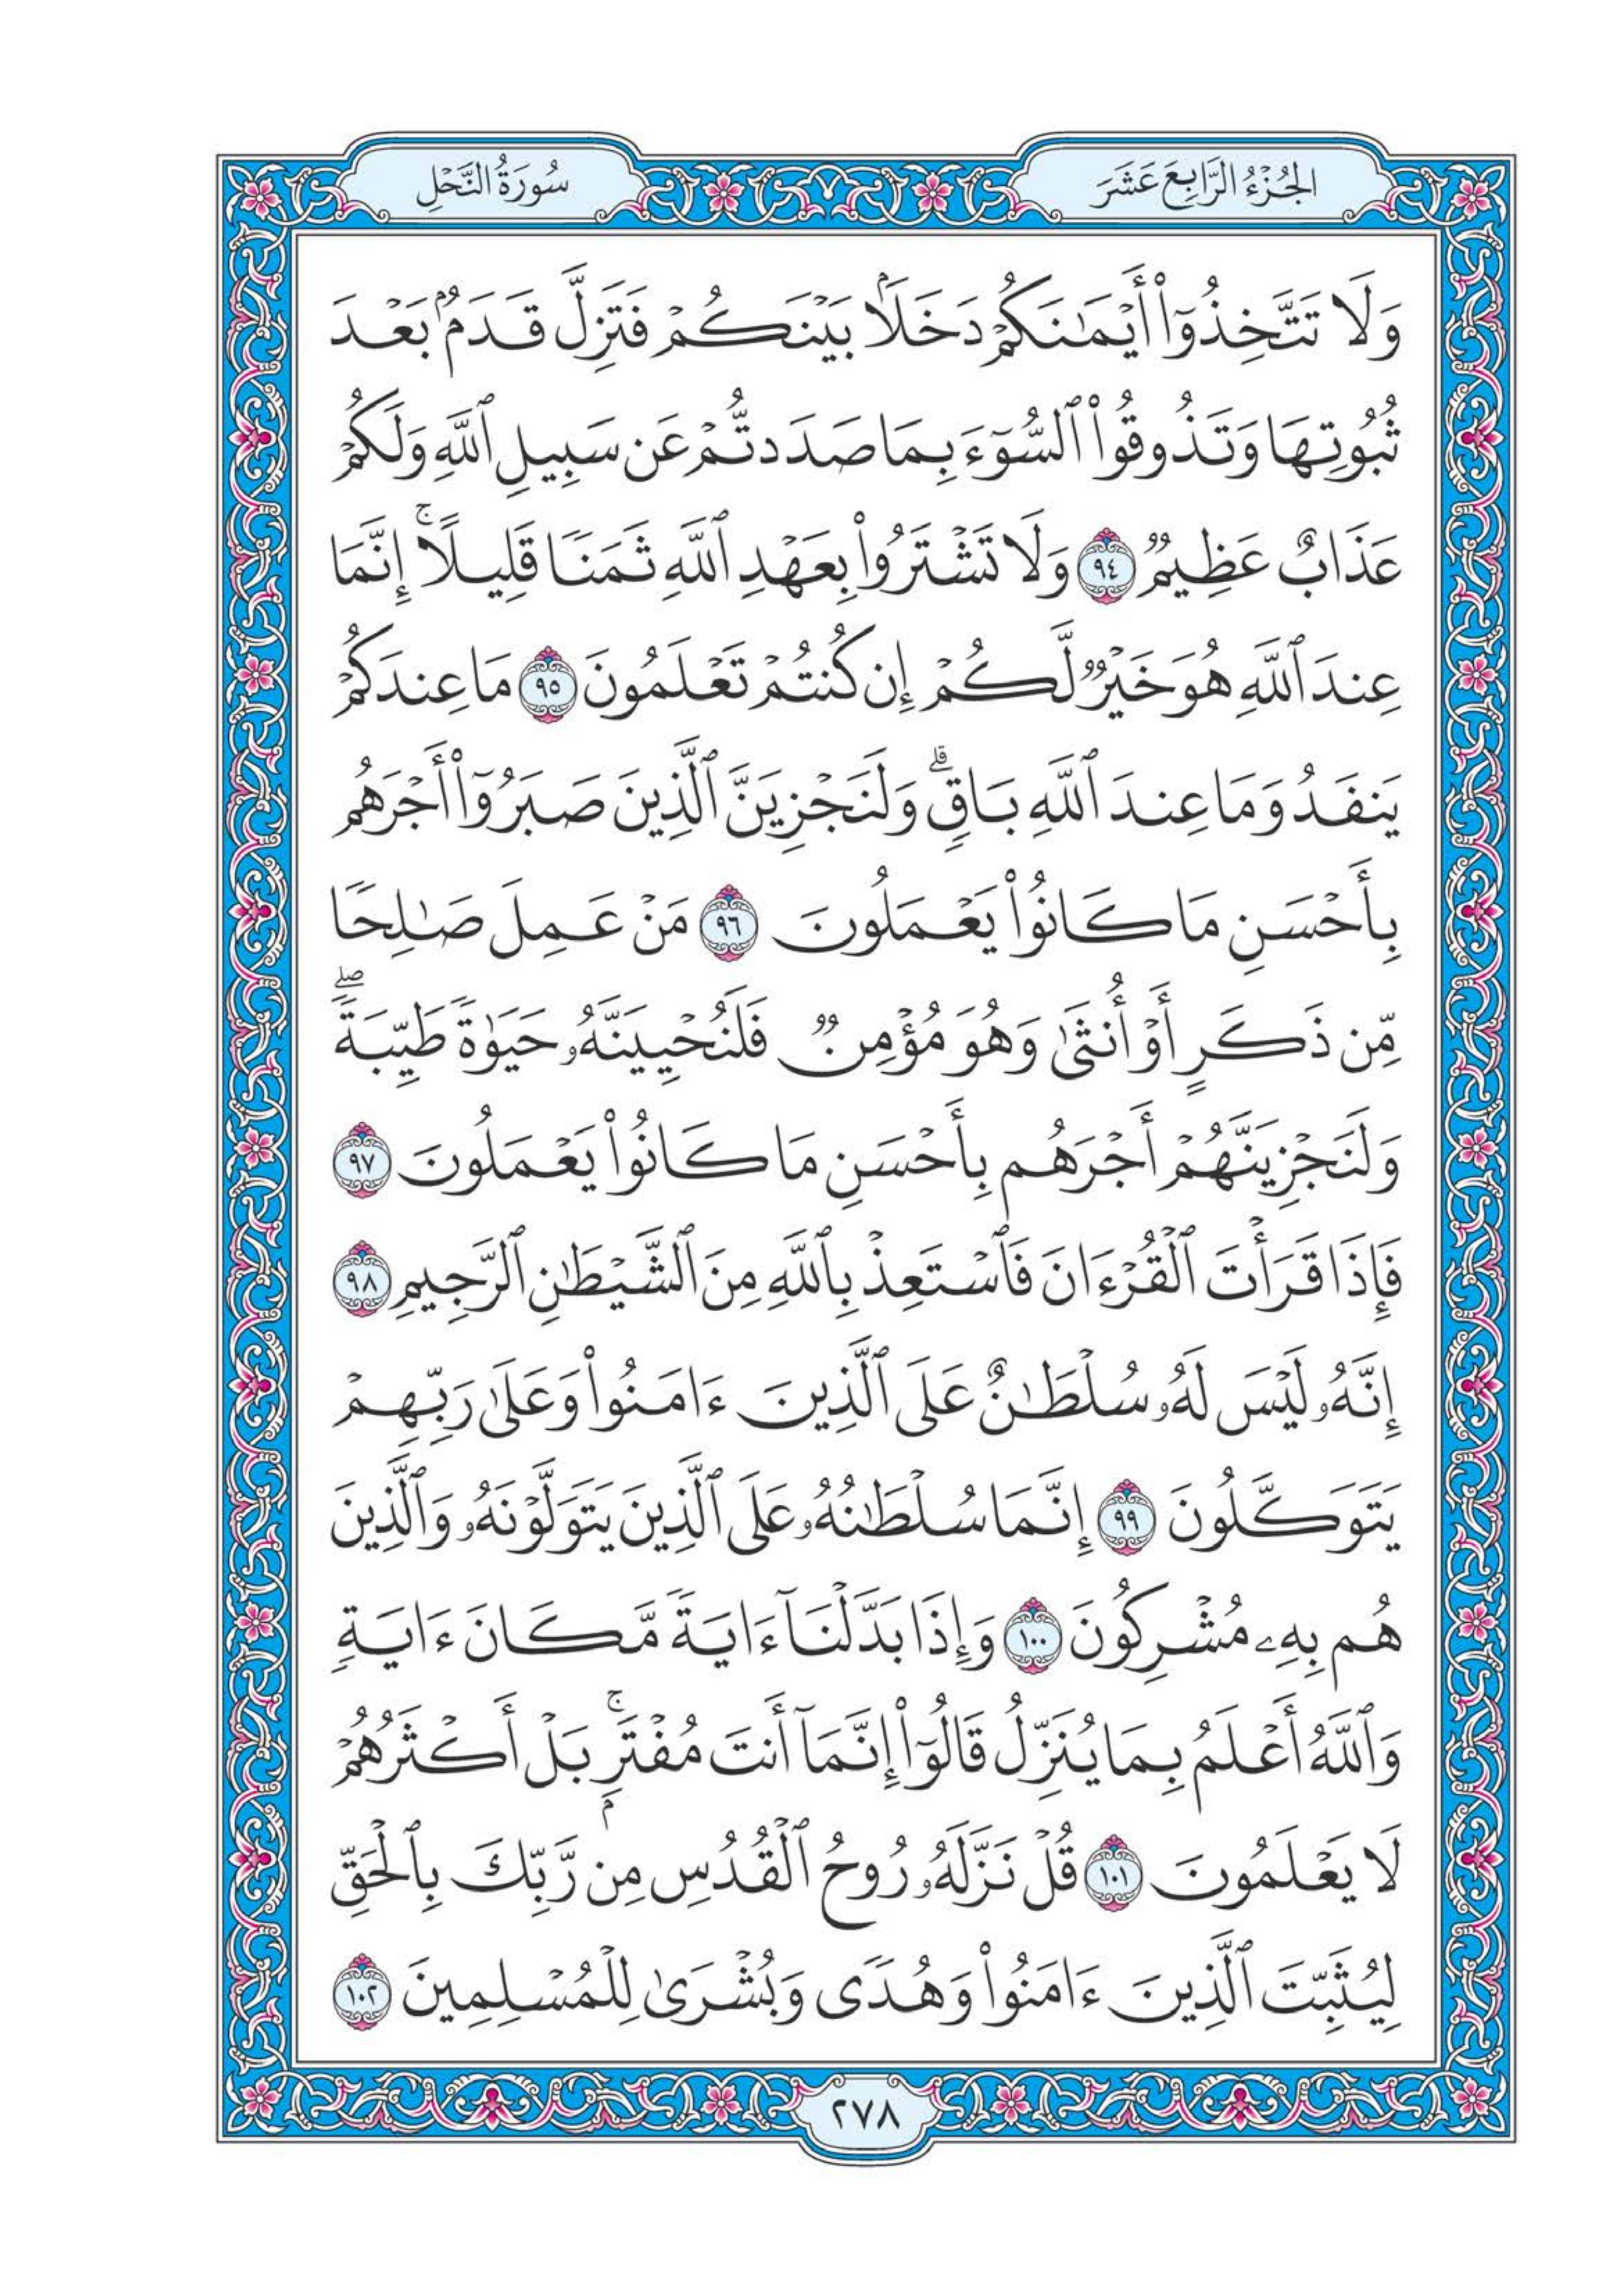 الجُزْءُ الرَّابِعَ عَشَرَ
سُورَةُ النَّحْلِ
وَلَا تَتَّخِذُوٓا۟ أَيْمَـٰنَكُمْ دَخَلًۢا بَيْنَكُمْ فَتَزِلَّ قَدَمٌۢ بَعْدَ
ثُبُوتِهَا وَتَذُوقُوا۟ ٱلسُّوٓءَ بِمَا صَدَدتُّمْ عَن سَبِيلِ ٱللَّهِ وَلَكُمْ
عَذَابٌ عَظِيمٌ ٩٤ وَلَا تَشْتَرُوا۟ بِعَهْدِ ٱللَّهِ ثَمَنًا قَلِيلًا ۚ إِنَّمَا
عِندَ ٱللَّهِ هُوَ خَيْرٌ لَّكُمْ إِن كُنتُمْ تَعْلَمُونَ ٩٥ مَا عِندَكُمْ
يَنفَدُ وَمَا عِندَ ٱللَّهِ بَاقٍ ۗ وَلَنَجْزِيَنَّ ٱلَّذِينَ صَبَرُوٓا۟ أَجْرَهُم
بِأَحْسَنِ مَا كَانُوا۟ يَعْمَلُونَ ٩٦ مَنْ عَمِلَ صَـٰلِحًا
مِّن ذَكَرٍ أَوْ أُنثَىٰ وَهُوَ مُؤْمِنٌ فَلَنُحْيِيَنَّهُۥ حَيَوٰةً طَيِّبَةً ۖ
وَلَنَجْزِيَنَّهُمْ أَجْرَهُم بِأَحْسَنِ مَا كَانُوا۟ يَعْمَلُونَ ٩٧
فَإِذَا قَرَأْتَ ٱلْقُرْءَانَ فَٱسْتَعِذْ بِٱللَّهِ مِنَ ٱلشَّيْطَـٰنِ ٱلرَّجِيمِ ٩٨
إِنَّهُۥ لَيْسَ لَهُۥ سُلْطَـٰنٌ عَلَى ٱلَّذِينَ ءَامَنُوا۟ وَعَلَىٰ رَبِّهِمْ
يَتَوَكَّلُونَ ٩٩ إِنَّمَا سُلْطَـٰنُهُۥ عَلَى ٱلَّذِينَ يَتَوَلَّوْنَهُۥ وَٱلَّذِينَ
هُم بِهِۦ مُشْرِكُونَ ١٠٠ وَإِذَا بَدَّلْنَآ ءَايَةً مَّكَانَ ءَايَةٍ
وَٱللَّهُ أَعْلَمُ بِمَا يُنَزِّلُ قَالُوٓا۟ إِنَّمَآ أَنتَ مُفْتَرٍۭ ۚ بَلْ أَكْثَرُهُمْ
لَا يَعْلَمُونَ ١٠١ قُلْ نَزَّلَهُۥ رُوحُ ٱلْقُدُسِ مِن رَّبِّكَ بِٱلْحَقِّ
لِيُثَبِّتَ ٱلَّذِينَ ءَامَنُوا۟ وَهُدًى وَبُشْرَىٰ لِلْمُسْلِمِينَ ١٠٢
٢٧٨